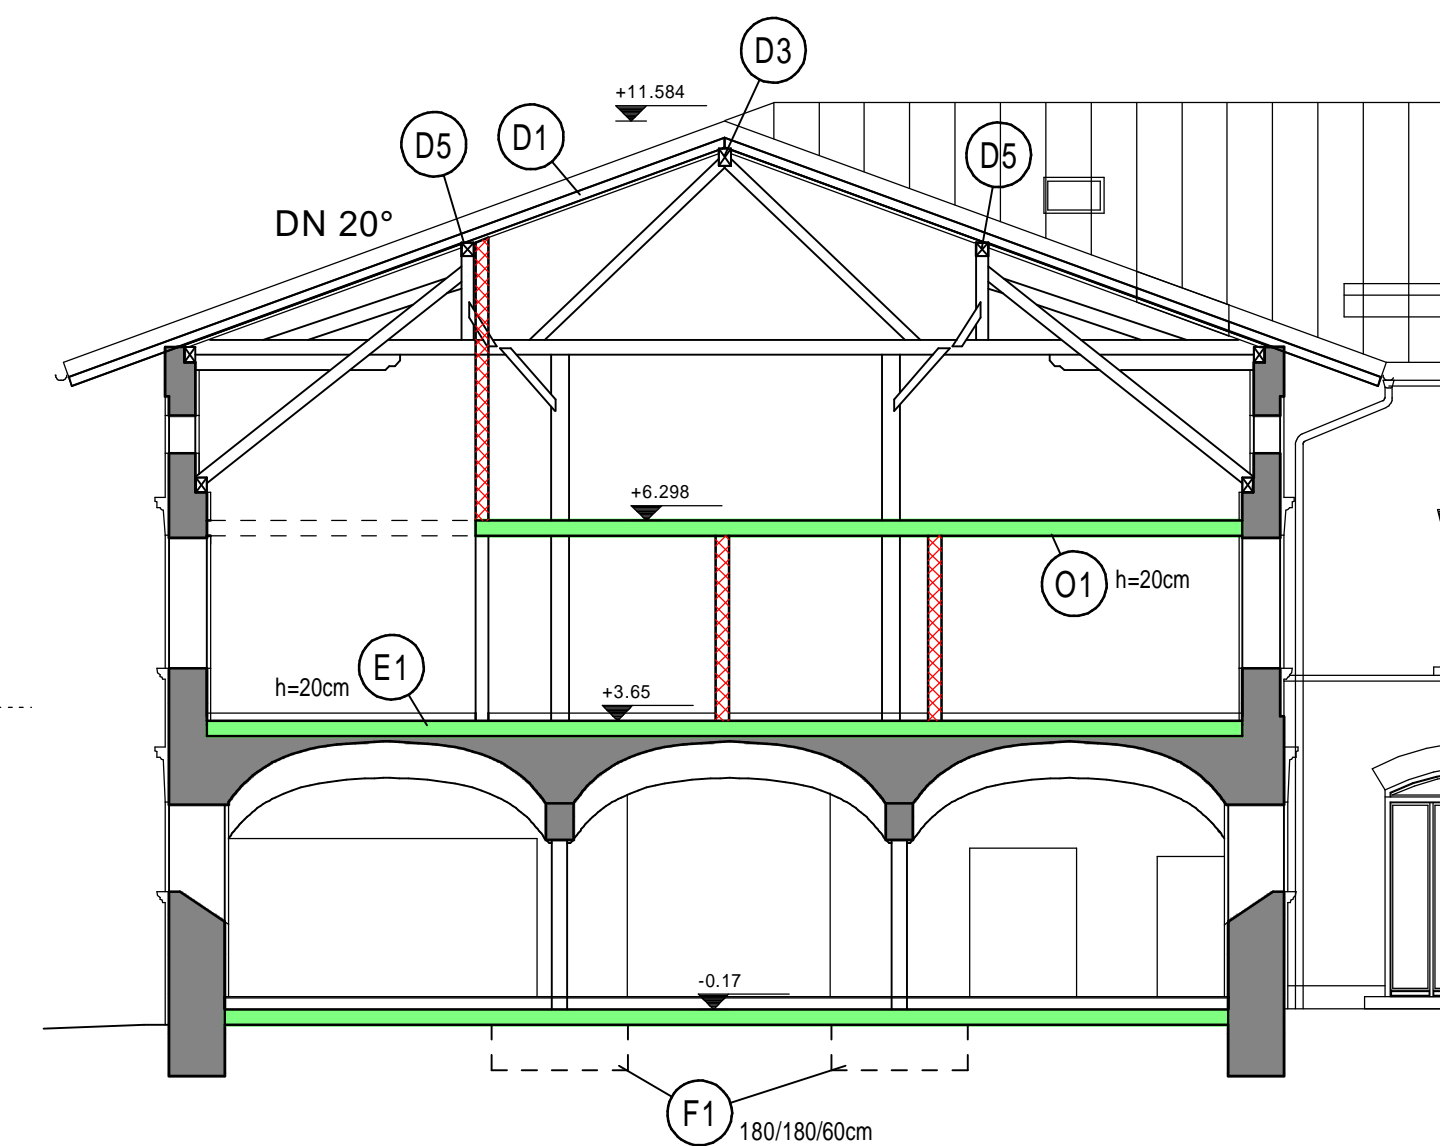 D3
+11.584
D5
D1
D5
DN 20°
+6.298
O1
h=20cm
E1
h=20cm
+3.65
-0.17
F1
180/180/60cm